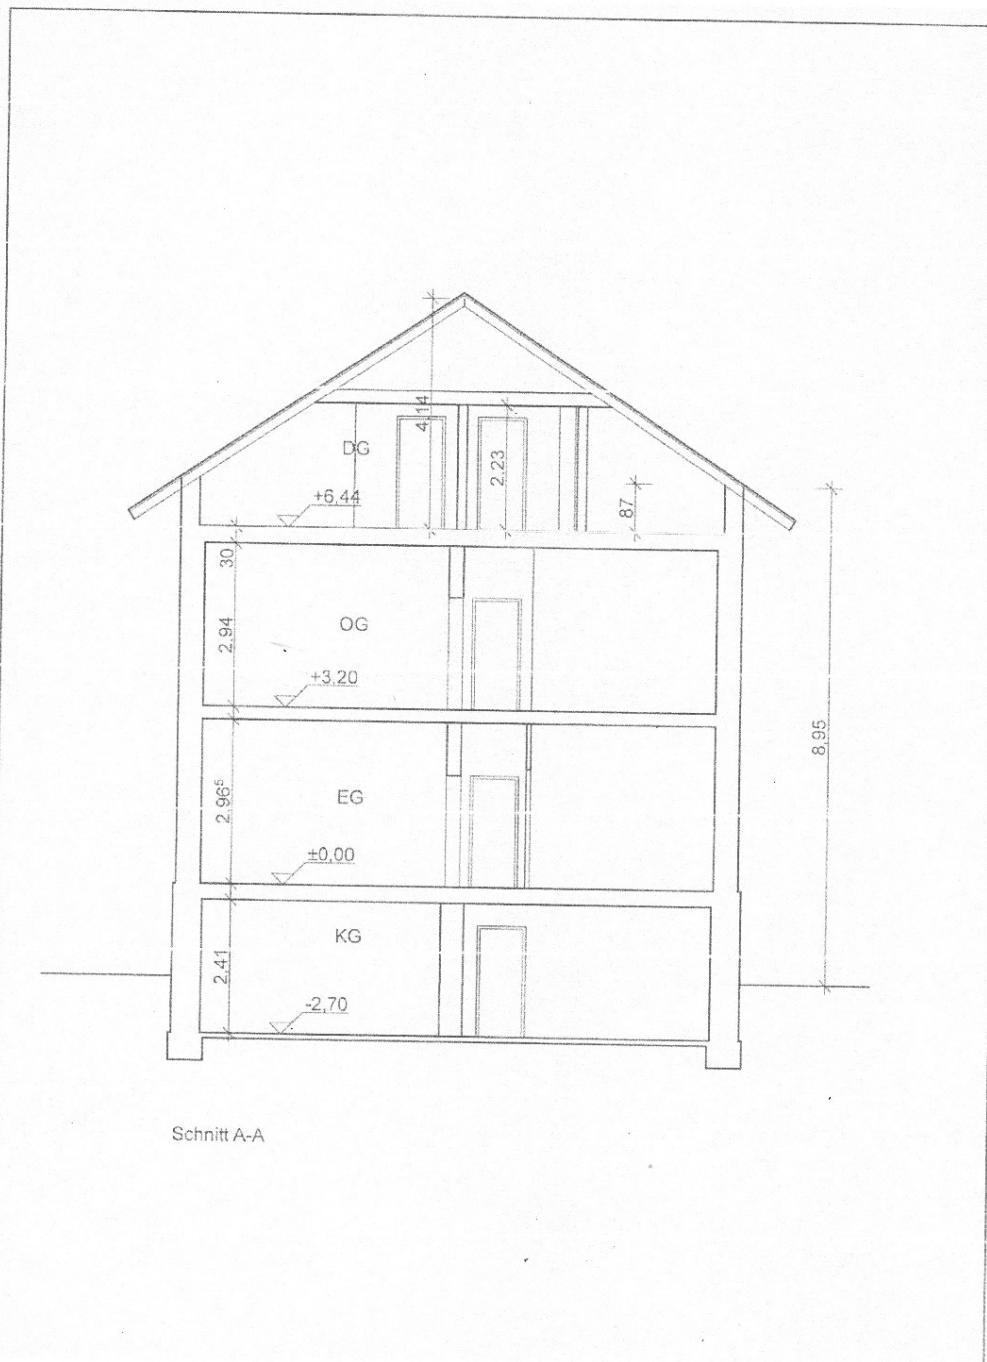 4,14
DG
2,23
+6,44
87
30
OG
2,94
+3,20
8,95
EG
2,96⁵
±0,00
KG
2,41
-2,70
Schnitt A-A